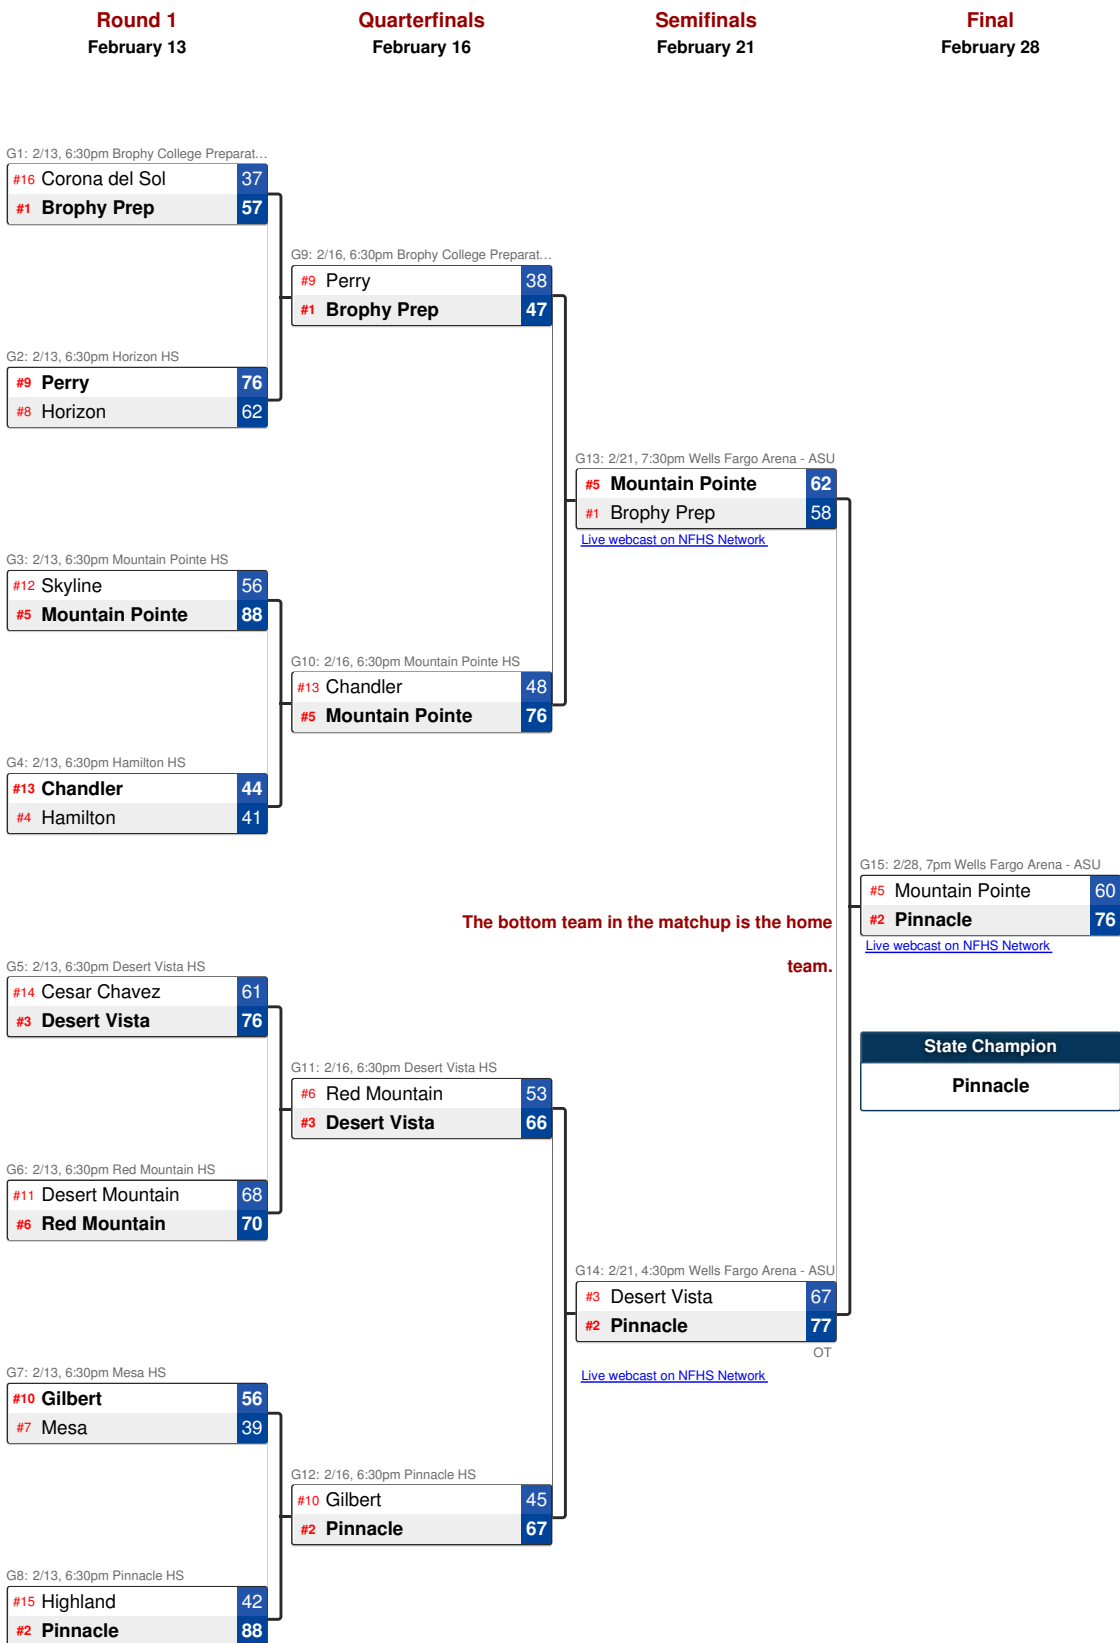 Round 1
February 13
Quarterfinals
February 16
Semifinals
February 21
Final
February 28
G1: 2/13, 6:30pm Brophy College Preparat...
#16 Corona del Sol 37
#1 Brophy Prep 57
G2: 2/13, 6:30pm Horizon HS
#9 Perry 76
#8 Horizon 62
G3: 2/13, 6:30pm Mountain Pointe HS
#12 Skyline 56
#5 Mountain Pointe 88
G4: 2/13, 6:30pm Hamilton HS
#13 Chandler 44
#4 Hamilton 41
G5: 2/13, 6:30pm Desert Vista HS
#14 Cesar Chavez 61
#3 Desert Vista 76
G6: 2/13, 6:30pm Red Mountain HS
#11 Desert Mountain 68
#6 Red Mountain 70
G7: 2/13, 6:30pm Mesa HS
#10 Gilbert 56
#7 Mesa 39
G8: 2/13, 6:30pm Pinnacle HS
#15 Highland 42
#2 Pinnacle 88
G9: 2/16, 6:30pm Brophy College Preparat...
#9 Perry 38
#1 Brophy Prep 47
G10: 2/16, 6:30pm Mountain Pointe HS
#13 Chandler 48
#5 Mountain Pointe 76
G11: 2/16, 6:30pm Desert Vista HS
#6 Red Mountain 53
#3 Desert Vista 66
G12: 2/16, 6:30pm Pinnacle HS
#10 Gilbert 45
#2 Pinnacle 67
G13: 2/21, 7:30pm Wells Fargo Arena - ASU
#5 Mountain Pointe 62
#1 Brophy Prep 58
Live webcast on NFHS Network
The bottom team in the matchup is the home
team.
G14: 2/21, 4:30pm Wells Fargo Arena - ASU
#3 Desert Vista 67
#2 Pinnacle 77
OT
Live webcast on NFHS Network
G15: 2/28, 7pm Wells Fargo Arena - ASU
#5 Mountain Pointe 60
#2 Pinnacle 76
Live webcast on NFHS Network
State Champion
Pinnacle